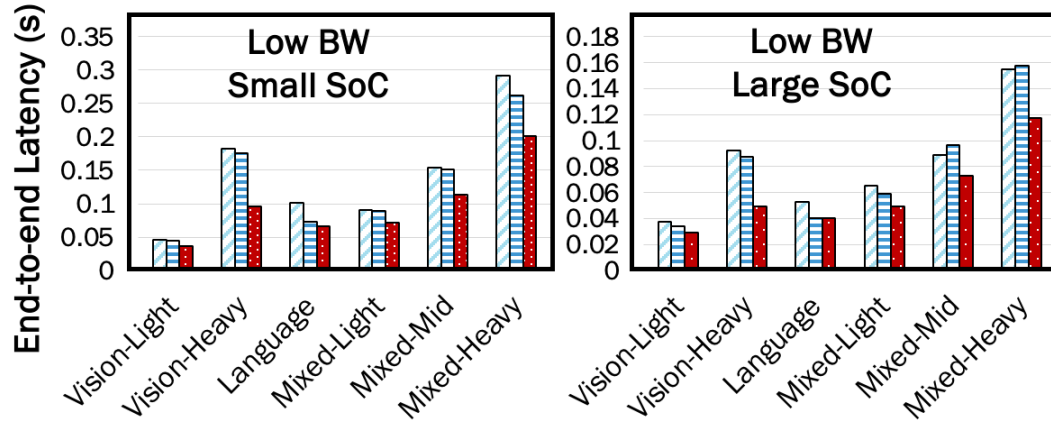 End-to-end Latency (s)
Low BW
Small SoC
0.35
0.3
0.25
0.2
0.15
0.1
0.05
0
Vision-Light
Vision-Heavy
Language
Mixed-Light
Mixed-Mid
Mixed-Heavy
Low BW
Large SoC
0.18
0.16
0.14
0.12
0.1
0.08
0.06
0.04
0.02
0
Vision-Light
Vision-Heavy
Language
Mixed-Light
Mixed-Mid
Mixed-Heavy